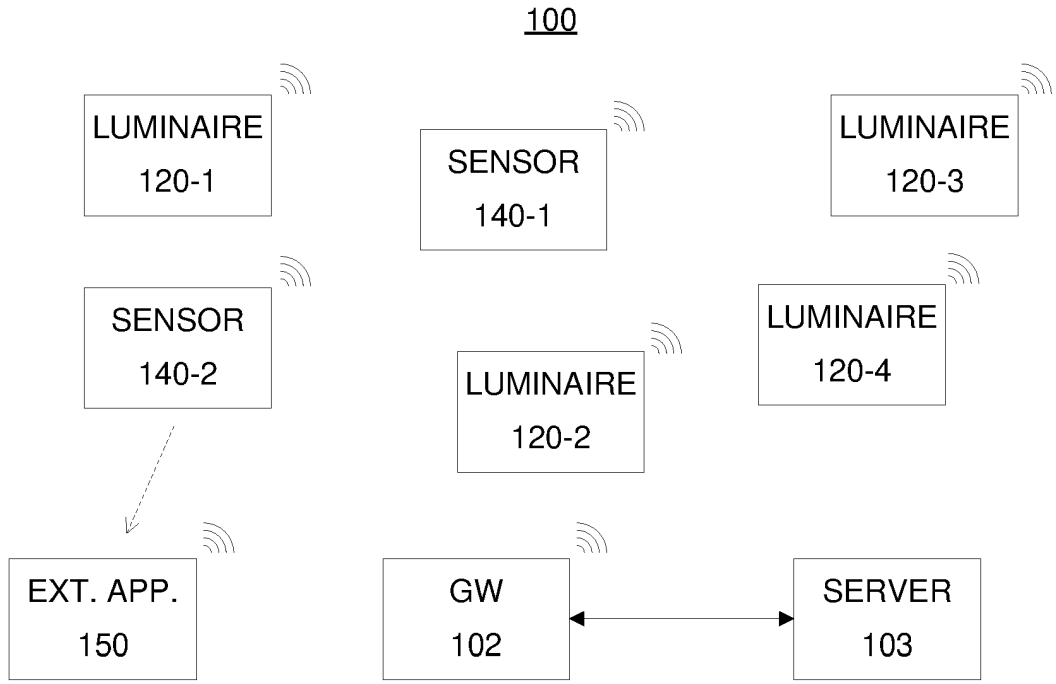 100
LUMINAIRE
120-1
SENSOR
140-1
LUMINAIRE
120-3
SENSOR
140-2
LUMINAIRE
120-2
LUMINAIRE
120-4
EXT. APP.
150
GW
102
SERVER
103